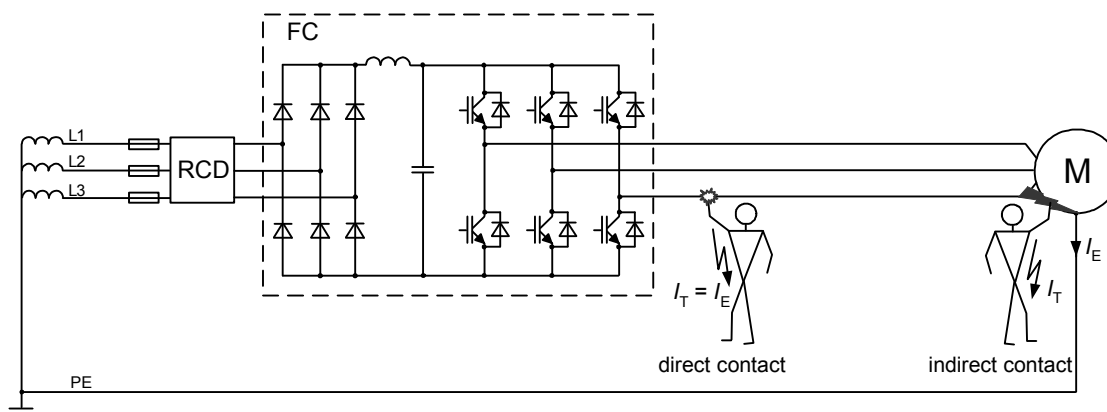 FC
L1
L2
L3
RCD
M
I_E
I_T = I_E
I_T
direct contact
indirect contact
PE